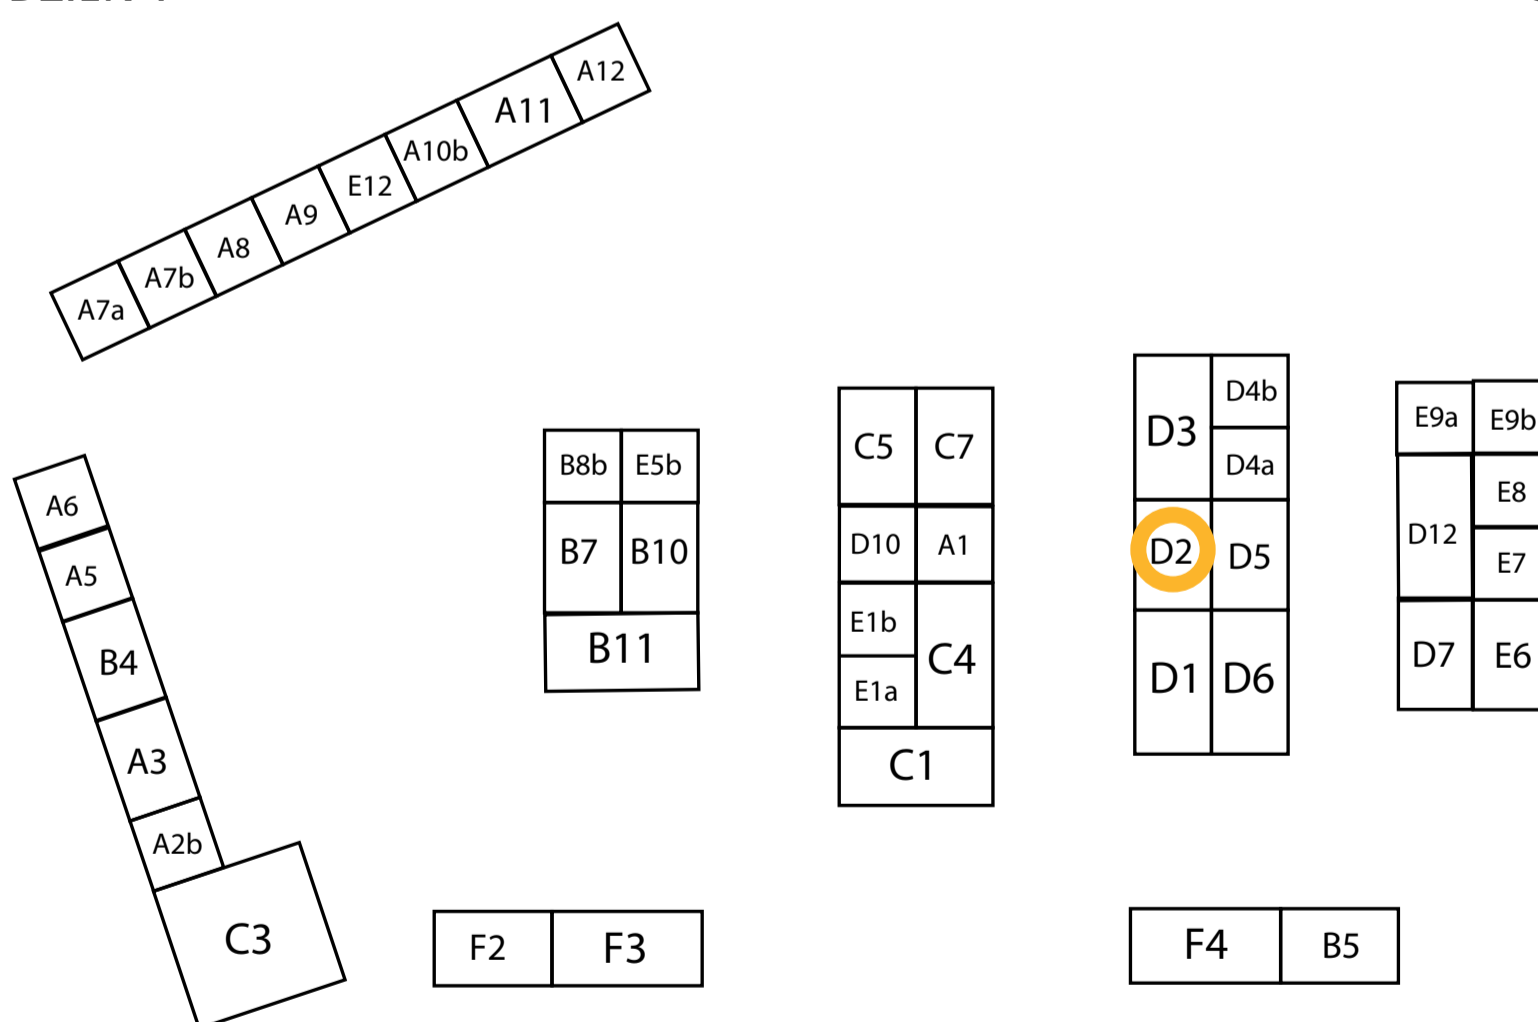 A12
A11
A10b
E12
A9
A8
A7b
A7a
A6
A5
B4
A3
A2b
C3
B8b E5b
B7 B10
B11
F2 F3
C5 C7
D10 A1
E1b
C4
E1a
C1
D3
D4b
D4a
D2 D5
D1 D6
E9a E9b
E8
D12
E7
D7 E6
F4 B5